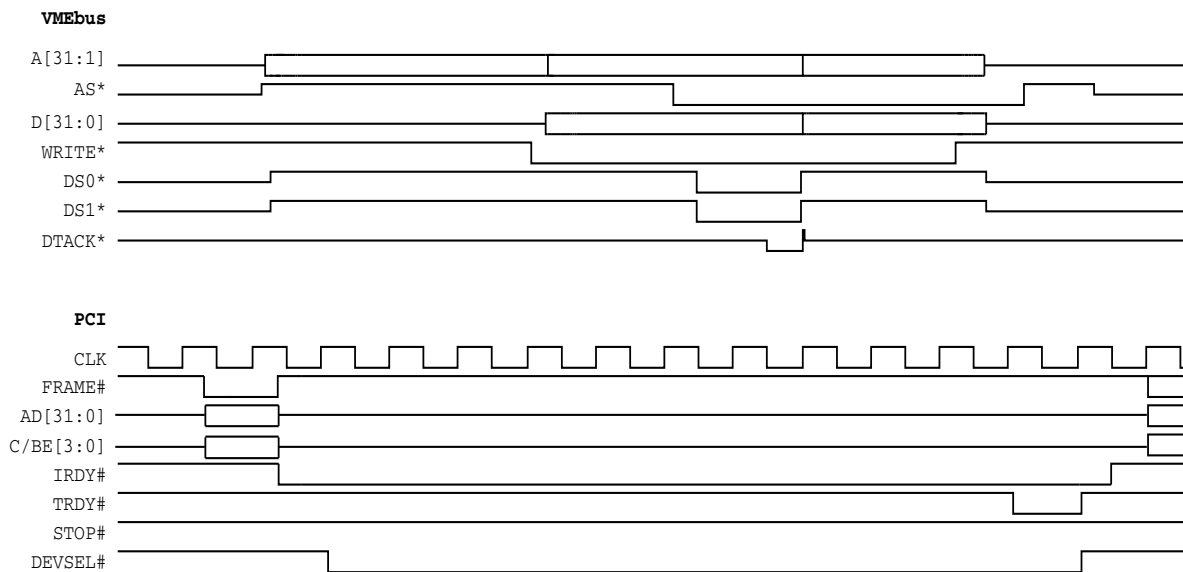 VMEbus
A[31:1]
AS*
D[31:0]
WRITE*
DS0*
DS1*
DTACK*
PCI
CLK
FRAME#
AD[31:0]
C/BE[3:0]
IRDY#
TRDY#
STOP#
DEVSEL#